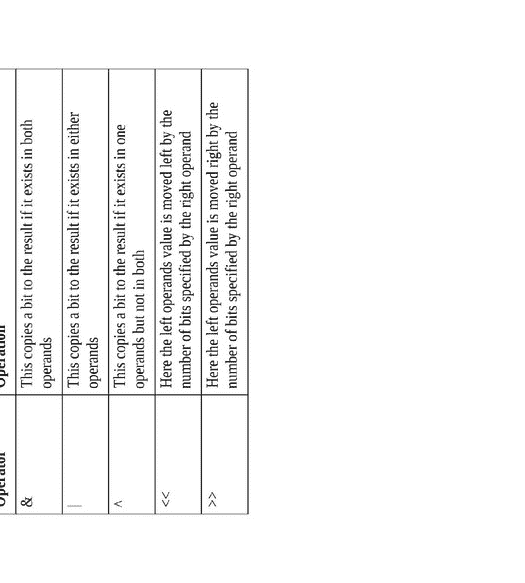 Operator Operation
& This copies a bit to the result if it exists in both
operands
| This copies a bit to the result if it exists in either
operands
^ This copies a bit to the result if it exists in one
operands but not in both
<< Here the left operands value is moved left by the
number of bits specified by the right operand
>> Here the left operands value is moved right by the
number of bits specified by the right operand